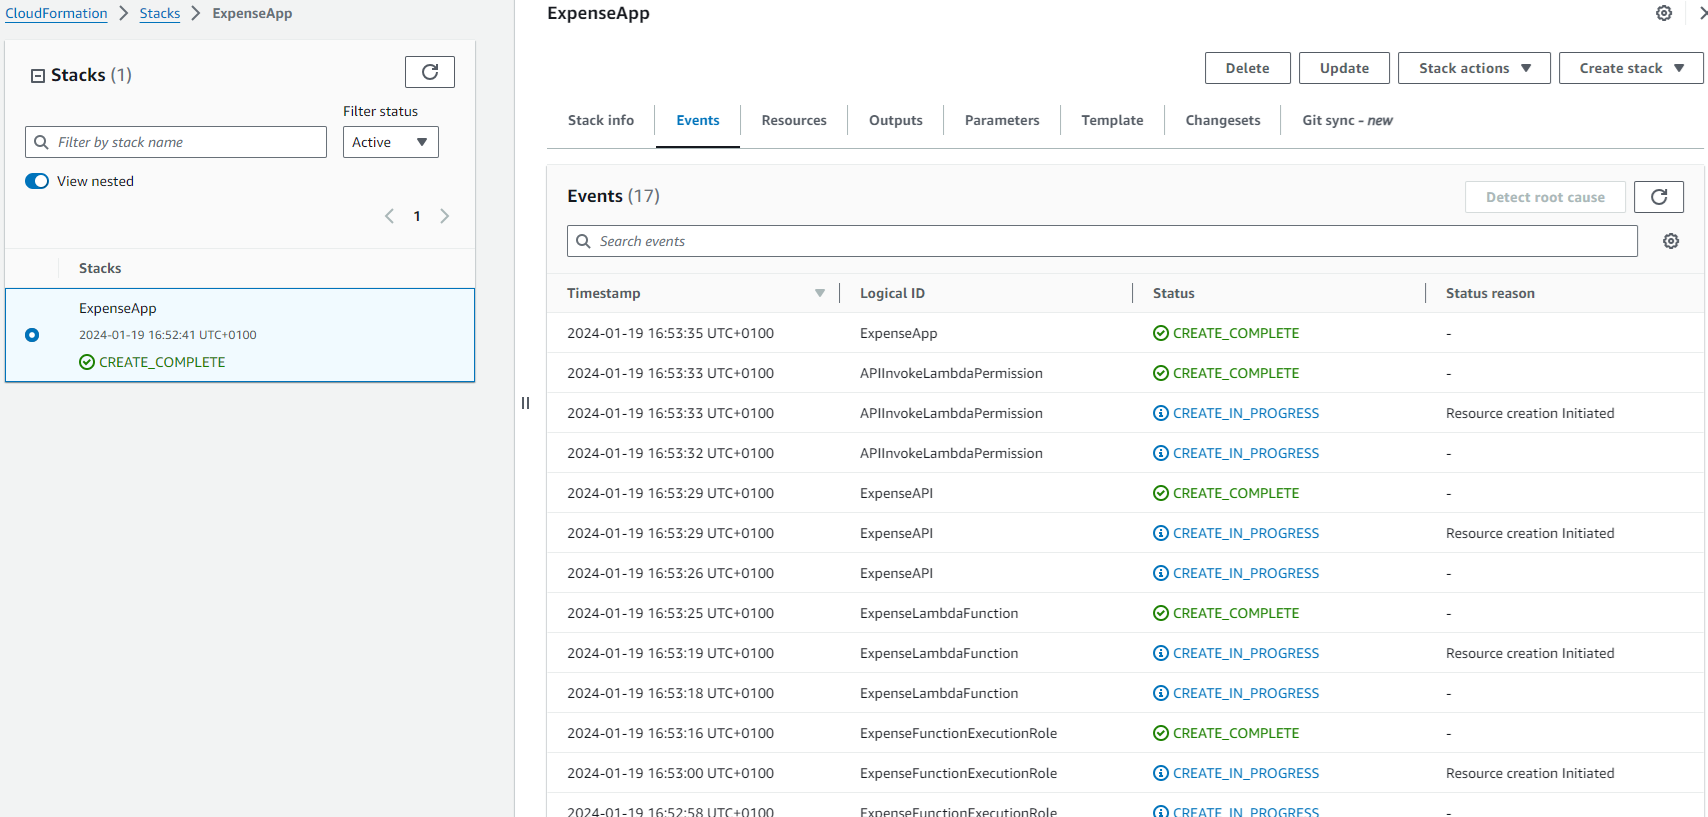 CloudFormation > Stacks > ExpenseApp
Stacks (1)
Filter status
Filter by stack name
Active
View nested
1
Stacks
ExpenseApp
2024-01-19 16:52:41 UTC+0100
CREATE_COMPLETE
ExpenseApp
Delete Update Stack actions Create stack
Stack info Events Resources Outputs Parameters Template Changesets Git sync - new
Events (17)
Detect root cause
Search events
Timestamp Logical ID Status Status reason
2024-01-19 16:53:35 UTC+0100 ExpenseApp CREATE_COMPLETE -
2024-01-19 16:53:33 UTC+0100 APIInvokeLambdaPermission CREATE_COMPLETE -
2024-01-19 16:53:33 UTC+0100 APIInvokeLambdaPermission CREATE_IN_PROGRESS Resource creation Initiated
2024-01-19 16:53:32 UTC+0100 APIInvokeLambdaPermission CREATE_IN_PROGRESS -
2024-01-19 16:53:29 UTC+0100 ExpenseAPI CREATE_COMPLETE -
2024-01-19 16:53:29 UTC+0100 ExpenseAPI CREATE_IN_PROGRESS Resource creation Initiated
2024-01-19 16:53:26 UTC+0100 ExpenseAPI CREATE_IN_PROGRESS -
2024-01-19 16:53:25 UTC+0100 ExpenseLambdaFunction CREATE_COMPLETE -
2024-01-19 16:53:19 UTC+0100 ExpenseLambdaFunction CREATE_IN_PROGRESS Resource creation Initiated
2024-01-19 16:53:18 UTC+0100 ExpenseLambdaFunction CREATE_IN_PROGRESS -
2024-01-19 16:53:16 UTC+0100 ExpenseFunctionExecutionRole CREATE_COMPLETE -
2024-01-19 16:53:00 UTC+0100 ExpenseFunctionExecutionRole CREATE_IN_PROGRESS Resource creation Initiated
2024-01-19 16:52:58 UTC+0100 ExpenseFunctionExecutionRole CREATE_IN_PROGRESS -